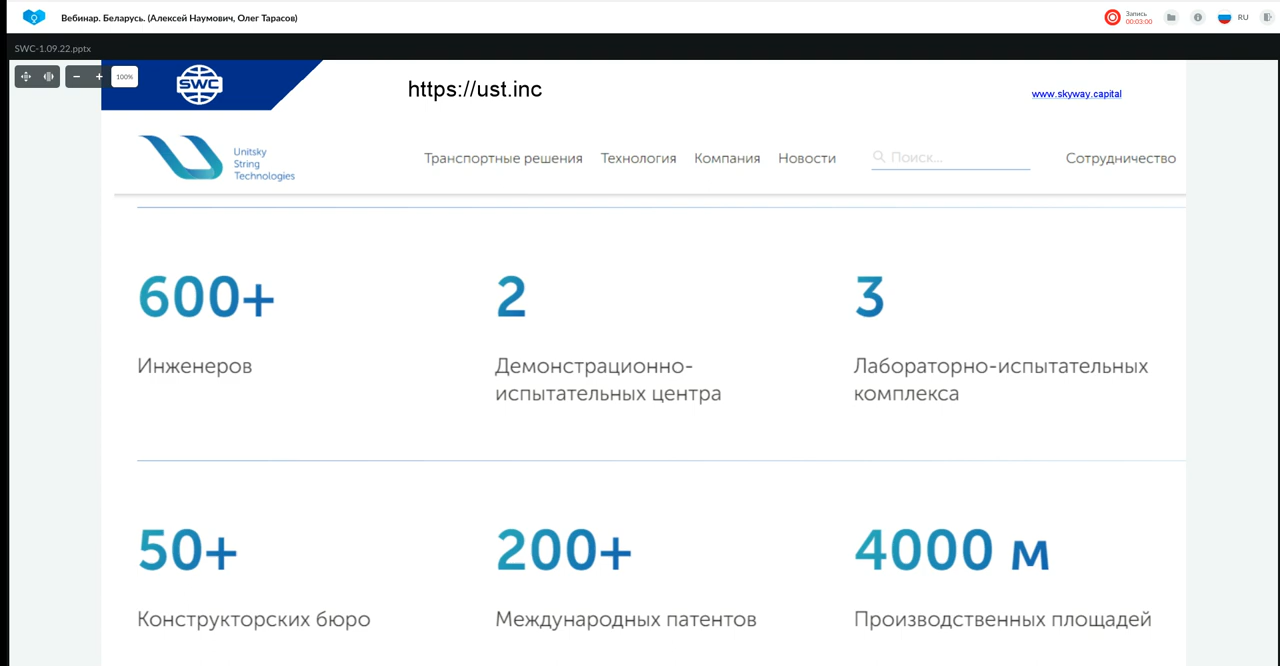 Вебинар. Беларусь. (Алексей Наумович, Олег Тарасов)
Запись
00:03:00
RU
SWC-1.09.22.pptx
100%
SWC
https://ust.inc
www.skyway.capital
Unitsky
String
Technologies
Транспортные решения Технология Компания Новости Поиск... Сотрудничество
600+ 2 3
Инженеров Демонстрационно- Лабораторно-испытательных
испытательных центра комплекса
50+ 200+ 4000 м
Конструкторских бюро Международных патентов Производственных площадей